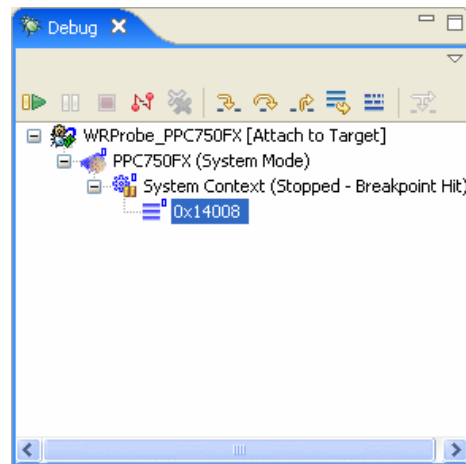 Debug
WRProbe_PPC750FX [Attach to Target]
PPC750FX (System Mode)
System Context (Stopped - Breakpoint Hit)
0x14008